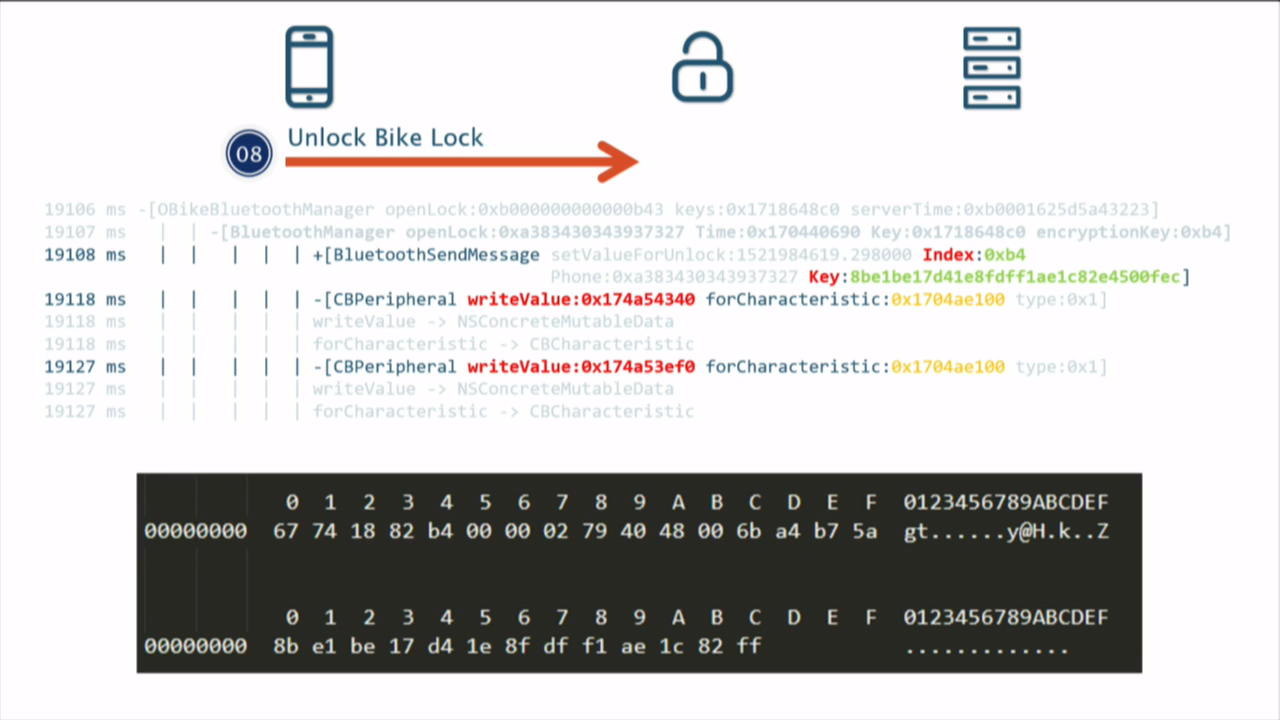 Unlock Bike Lock
08
19106 ms -[OBikeBluetoothManager openLock:0xb000000000000b43 keys:0x1718648c0 serverTime:0xb0001625d5a43223]
19107 ms | | -[BluetoothManager openLock:0xa383430343937327 Time:0x170440690 Key:0x1718648c0 encryptionKey:0xb4]
19108 ms | | | | +[BluetoothSendMessage setValueForUnlock:1521984619.298000 Index:0xb4
Phone:0xa383430343937327 Key:8be1be17d41e8fdff1ae1c82e4500fec]
19118 ms | | | | | -[CBPeripheral writeValue:0x174a54340 forCharacteristic:0x1704ae100 type:0x1]
19118 ms | | | | | writeValue -> NSConcreteMutableData
19118 ms | | | | | forCharacteristic -> CBCharacteristic
19127 ms | | | | | -[CBPeripheral writeValue:0x174a53ef0 forCharacteristic:0x1704ae100 type:0x1]
19127 ms | | | | | writeValue -> NSConcreteMutableData
19127 ms | | | | | forCharacteristic -> CBCharacteristic
0 1 2 3 4 5 6 7 8 9 A B C D E F 0123456789ABCDEF
00000000 67 74 18 82 b4 00 00 02 79 40 48 00 6b a4 b7 5a gt......y@H.k..Z
0 1 2 3 4 5 6 7 8 9 A B C D E F 0123456789ABCDEF
00000000 8b e1 be 17 d4 1e 8f df f1 ae 1c 82 ff .............